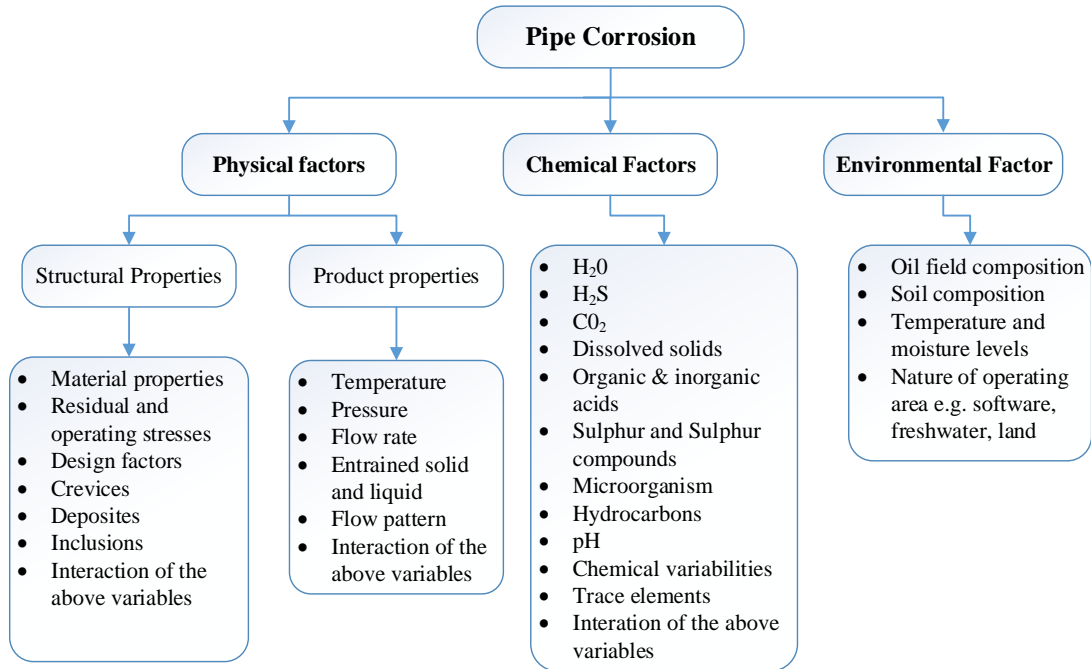 Pipe Corrosion
Physical factors
Chemical Factors
Environmental Factor
Structural Properties
Product properties
• Material properties
• Residual and
operating stresses
• Design factors
• Crevices
• Deposites
• Inclusions
• Interaction of the
above variables
• Temperature
• Pressure
• Flow rate
• Entrained solid
and liquid
• Flow pattern
• Interaction of the
above variables
• H₂0
• H₂S
• C0₂
• Dissolved solids
• Organic & inorganic
acids
• Sulphur and Sulphur
compounds
• Microorganism
• Hydrocarbons
• pH
• Chemical variabilities
• Trace elements
• Interation of the above
variables
• Oil field composition
• Soil composition
• Temperature and
moisture levels
• Nature of operating
area e.g. software,
freshwater, land